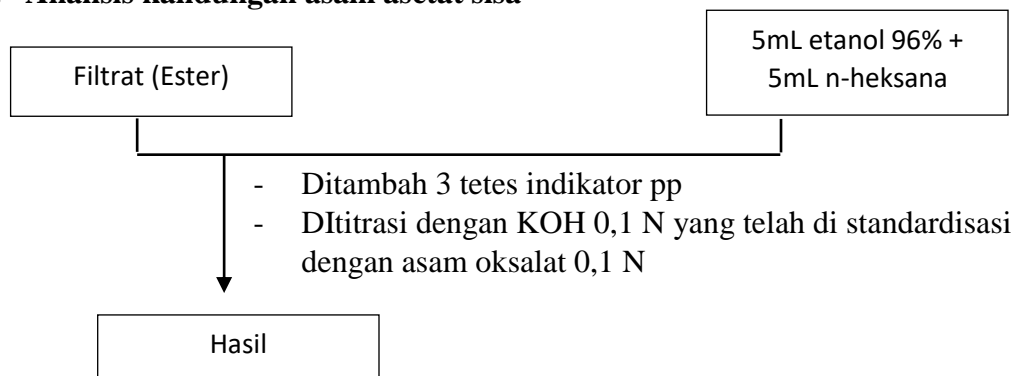 Analisis kandungan asam asetat sisa
5mL etanol 96% +
5mL n-heksana
Filtrat (Ester)
- Ditambah 3 tetes indikator pp
- DItitrasi dengan KOH 0,1 N yang telah di standardisasi
dengan asam oksalat 0,1 N
Hasil